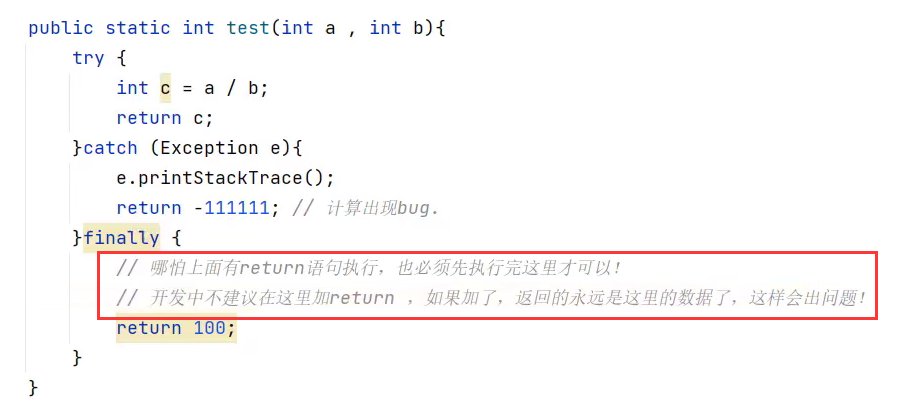 public static int test(int a , int b){
try {
int c = a / b;
return c;
}catch (Exception e){
e.printStackTrace();
return -111111; // 计算出现bug.
}finally {
// 哪怕上面有return语句执行，也必须先执行完这里才可以！
// 开发中不建议在这里加return ，如果加了，返回的永远是这里的数据了，这样会出问题！
return 100;
}
}